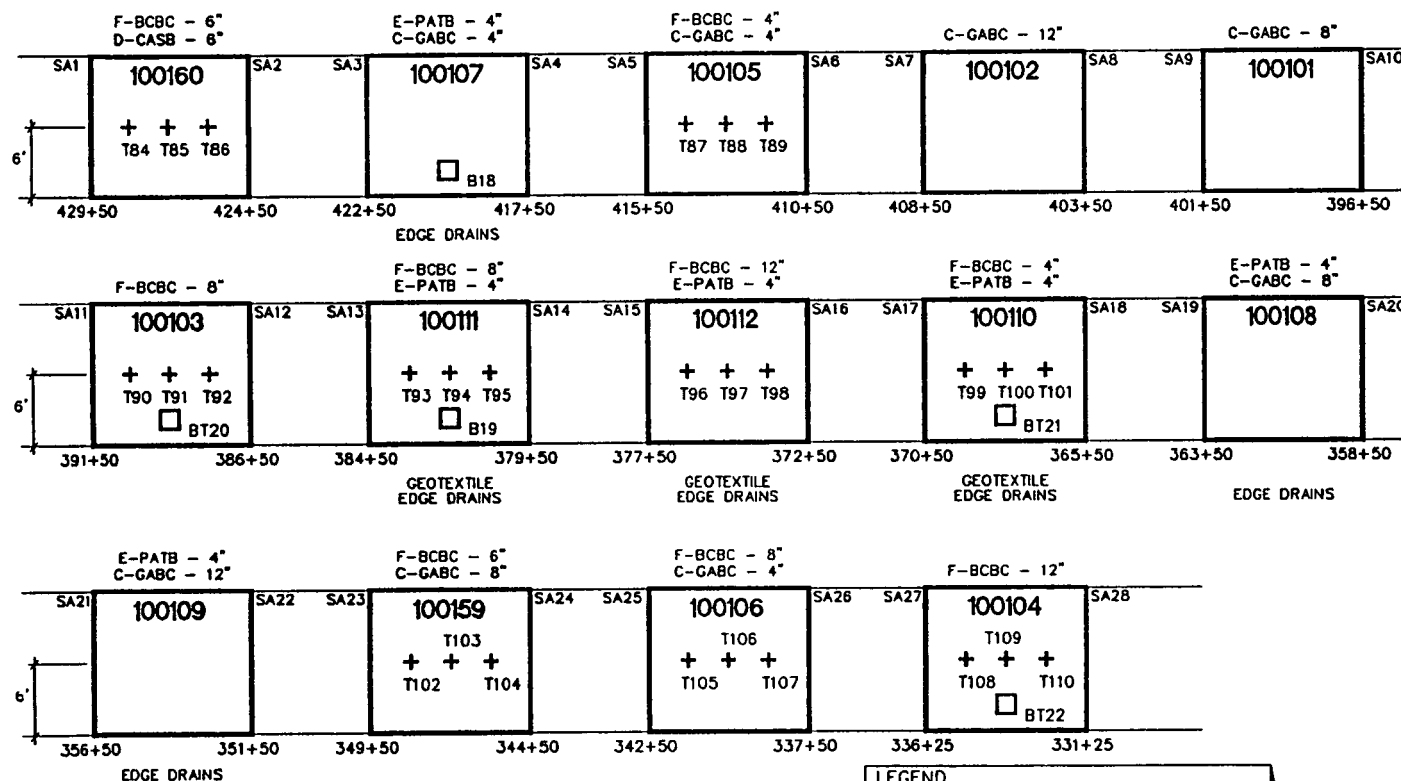 F-BCBC - 6" E-PATB - 4" F-BCBC - 4"
D-CASB - 6" C-GABC - 4" C-GABC - 4" C-GABC - 12" C-GABC - 8"
SA1 100160 SA2 SA3 100107 SA4 SA5 100105 SA6 SA7 100102 SA8 SA9 100101 SA10
6' T84 T85 T86 T87 T88 T89
B18
429+50 424+50 422+50 417+50 415+50 410+50 408+50 403+50 401+50 396+50
EDGE DRAINS
F-BCBC - 8" F-BCBC - 12" F-BCBC - 4" E-PATB - 4"
F-BCBC - 8" E-PATB - 4" E-PATB - 4" E-PATB - 4" C-GABC - 8"
SA11 100103 SA12 SA13 100111 SA14 SA15 100112 SA16 SA17 100110 SA18 SA19 100108 SA20
6' T90 T91 T92 T93 T94 T95 T96 T97 T98 T99 T100 T101
BT20 B19 BT21
391+50 386+50 384+50 379+50 377+50 372+50 370+50 365+50 363+50 358+50
GEOTEXTILE GEOTEXTILE GEOTEXTILE
EDGE DRAINS EDGE DRAINS EDGE DRAINS EDGE DRAINS
E-PATB - 4" F-BCBC - 6" F-BCBC - 8"
C-GABC - 12" C-GABC - 8" C-GABC - 4" F-BCBC - 12"
SA21 100109 SA22 SA23 100159 SA24 SA25 100106 SA26 SA27 100104 SA28
T103 T106 T109
6' T102 T104 T105 T107 T108 T110
BT22
356+50 351+50 349+50 344+50 342+50 337+50 336+25 331+25
EDGE DRAINS
LEGEND